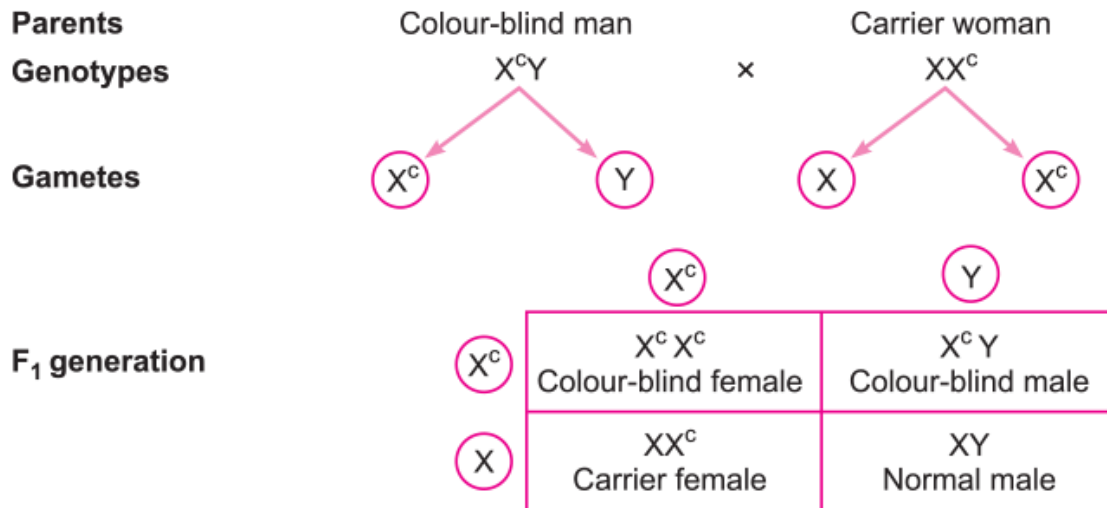 Parents Colour-blind man Carrier woman
Genotypes XᶜY × XXᶜ
Gametes Xᶜ Y X Xᶜ
Xᶜ Y
F₁ generation Xᶜ Xᶜ Xᶜ Xᶜ Y
Colour-blind female Colour-blind male
X XXᶜ XY
Carrier female Normal male